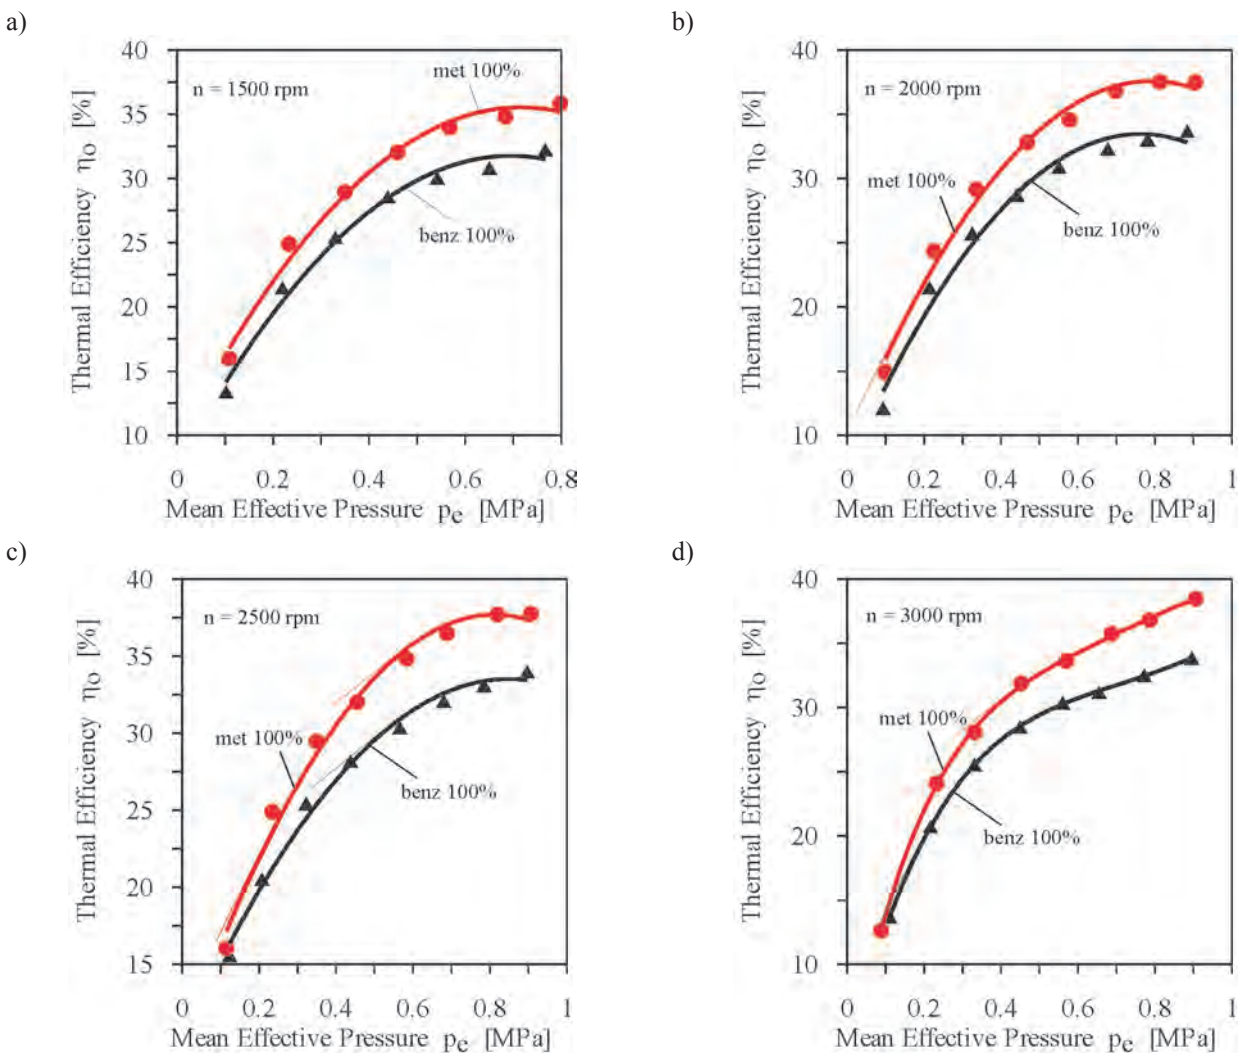 a)
40
35
30
25
20
15
10
Thermal Efficiency ηo [%]
n = 1500 rpm
met 100%
benz 100%
0 0.2 0.4 0.6 0.8
Mean Effective Pressure pe [MPa]
b)
40
30
20
10
Thermal Efficiency ηo [%]
n = 2000 rpm
met 100%
benz 100%
0 0.2 0.4 0.6 0.8 1
Mean Effective Pressure pe [MPa]
c)
40
35
30
25
20
15
Thermal Efficiency ηo [%]
n = 2500 rpm
met 100%
benz 100%
0 0.2 0.4 0.6 0.8 1
Mean Effective Pressure pe [MPa]
d)
40
30
20
10
Thermal Efficiency ηo [%]
n = 3000 rpm
met 100%
benz 100%
0 0.2 0.4 0.6 0.8 1
Mean Effective Pressure pe [MPa]